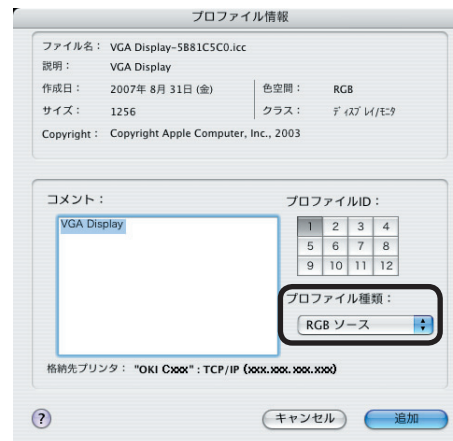 プロファイル情報
ファイル名： VGA Display-5B81C5C0.icc
説明： VGA Display
作成日： 2007年 8月 31日 (金) 色空間： RGB
サイズ： 1256 クラス： ディスプレイ/モニタ
Copyright： Copyright Apple Computer, Inc., 2003
コメント：
VGA Display
プロファイルID：
1 2 3 4
5 6 7 8
9 10 11 12
プロファイル種類：
RGB ソース
格納先プリンタ： "OKI Cxxx" : TCP/IP (xxx.xxx.xxx.xxx)
? キャンセル 追加